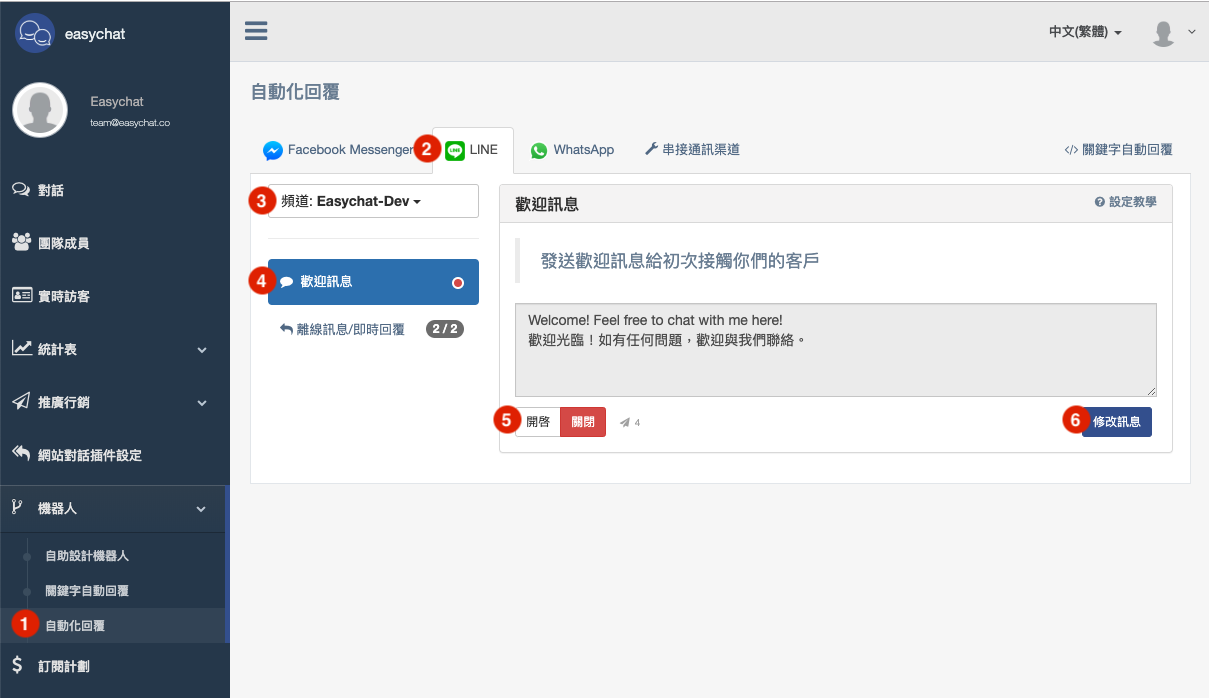 easychat
中文(繁體)
Easychat
team@easychat.co
自動化回覆
Facebook Messenger
2
LINE
WhatsApp
串接通訊渠道
</> 關鍵字自動回覆
對話
團隊成員
實時訪客
統計表
推廣行銷
網站對話插件設定
機器人
自助設計機器人
關鍵字自動回覆
1
自動化回覆
$ 訂閱計劃
3
頻道: Easychat-Dev
4
歡迎訊息
離線訊息/即時回覆 2 / 2
歡迎訊息
設定教學
發送歡迎訊息給初次接觸你們的客戶
Welcome! Feel free to chat with me here!
歡迎光臨！如有任何問題，歡迎與我們聯絡。
5
開啓
關閉
4
6
修改訊息